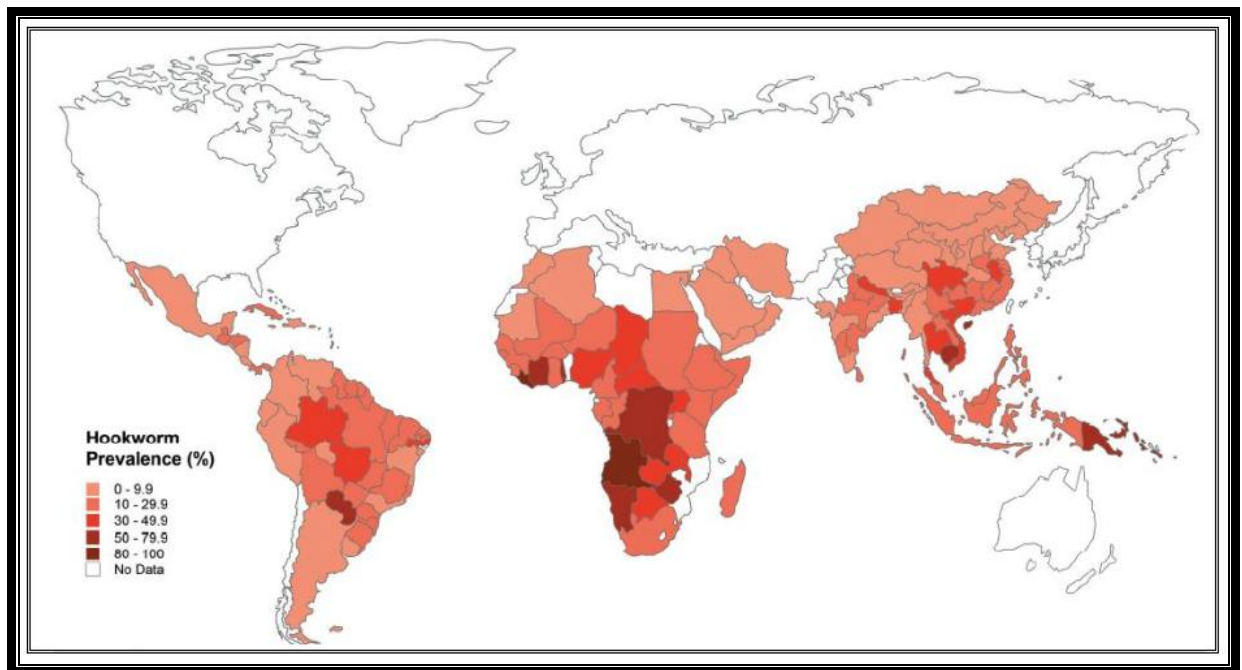 Hookworm
Prevalence (%)
0 - 9.9
10 - 29.9
30 - 49.9
50 - 79.9
80 - 100
No Data